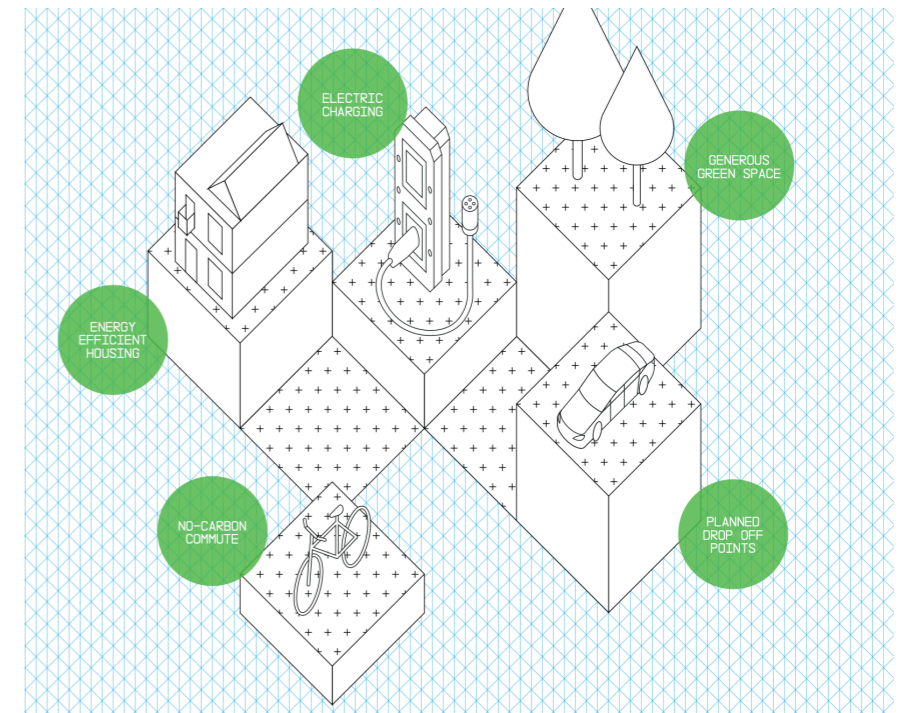 ELECTRIC
CHARGING
GENEROUS
GREEN SPACE
ENERGY
EFFICIENT
HOUSING
NO-CARBON
COMMUTE
PLANNED
DROP OFF
POINTS